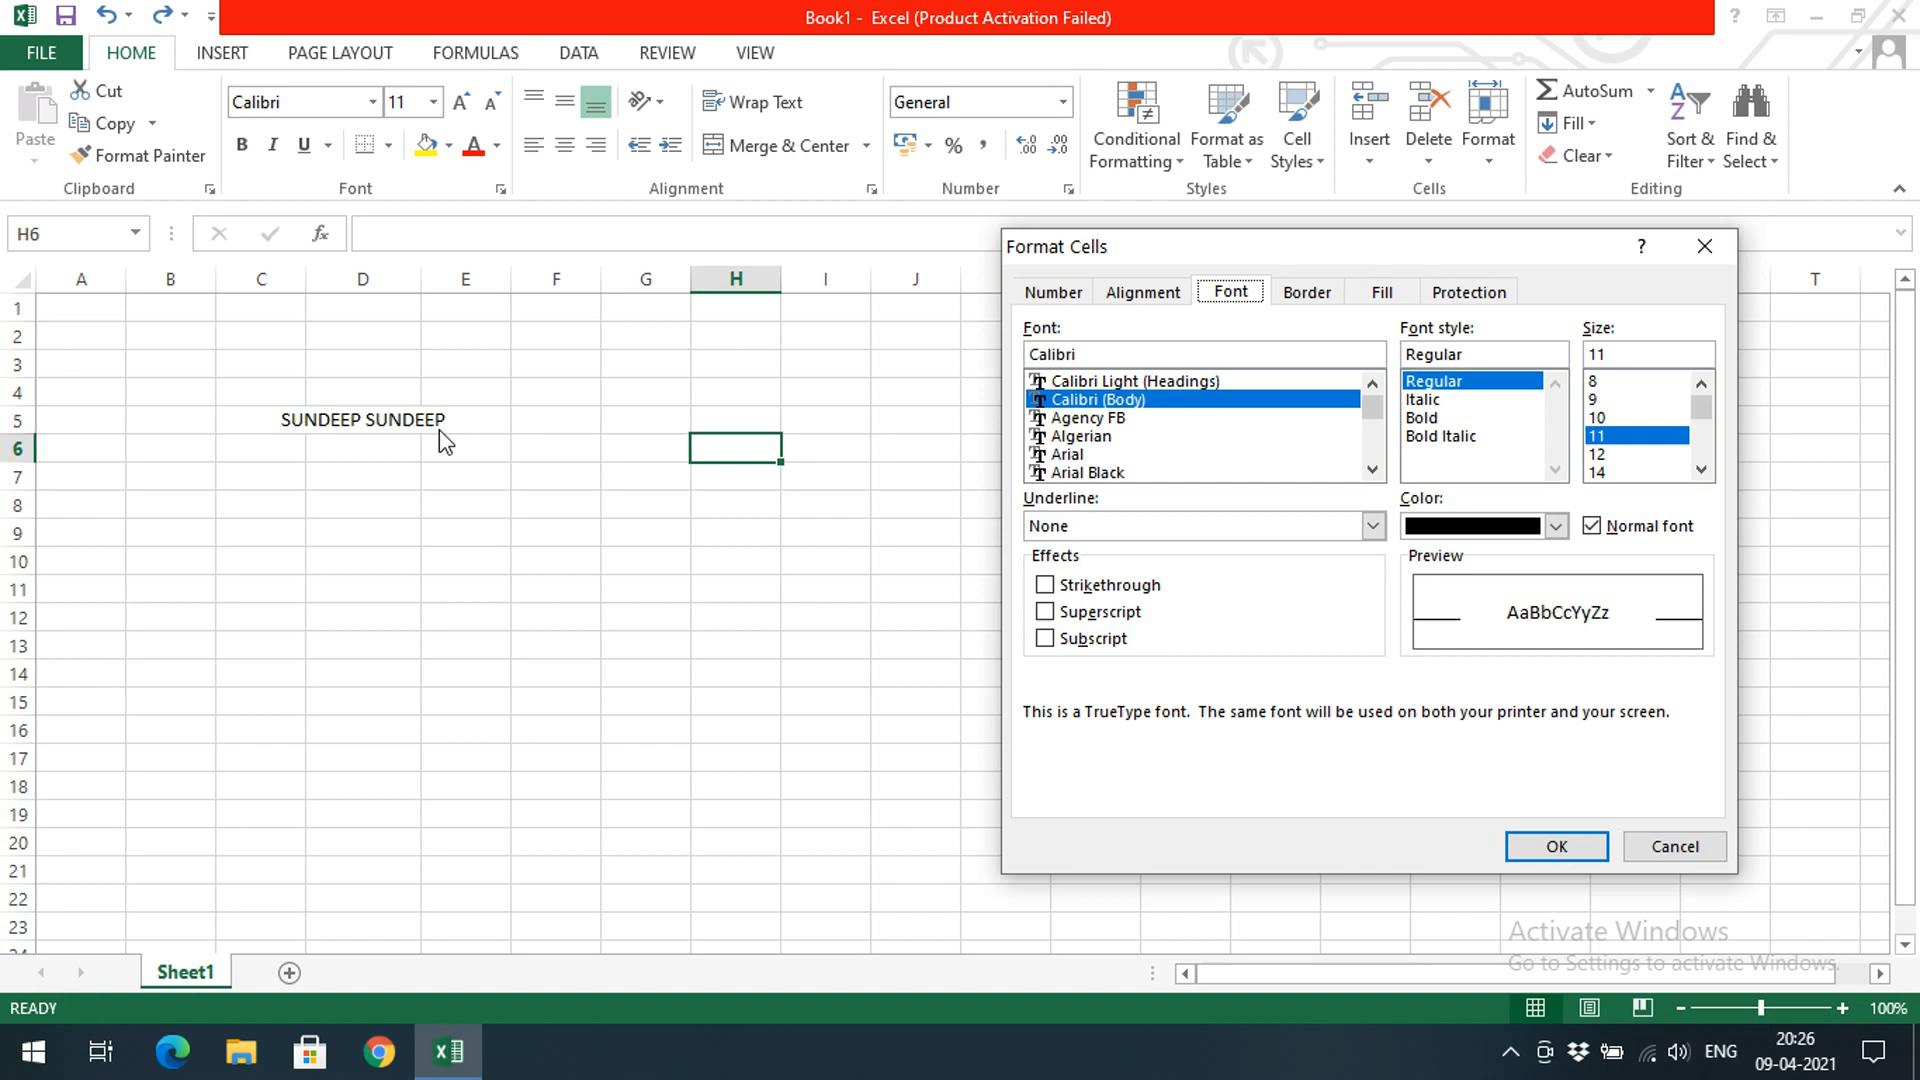 Book1 - Excel (Product Activation Failed)
FILE HOME INSERT PAGE LAYOUT FORMULAS DATA REVIEW VIEW
Paste
Cut
Copy
Format Painter
Clipboard
Calibri 11
B I U A
Font
Wrap Text
Merge & Center
Alignment
General
% ,
Number
Conditional Formatting
Format as Table
Cell Styles
Styles
Insert Delete Format
Cells
AutoSum
Fill
Clear
Sort & Filter
Find & Select
Editing
H6
fx
A B C D E F G H I J T
1
2
3
4
5 SUNDEEP SUNDEEP
6
7
8
9
10
11
12
13
14
15
16
17
18
19
20
21
22
23
Format Cells
Number Alignment Font Border Fill Protection
Font: Font style: Size:
Calibri Regular 11
Calibri Light (Headings) Regular 8
Calibri (Body) Italic 9
Agency FB Bold 10
Algerian Bold Italic 11
Arial 12
Arial Black 14
Underline: Color:
None Normal font
Effects Preview
Strikethrough
Superscript AaBbCcYyZz
Subscript
This is a TrueType font. The same font will be used on both your printer and your screen.
OK Cancel
Activate Windows
Go to Settings to activate Windows.
Sheet1
READY 100%
ENG 20:26
09-04-2021